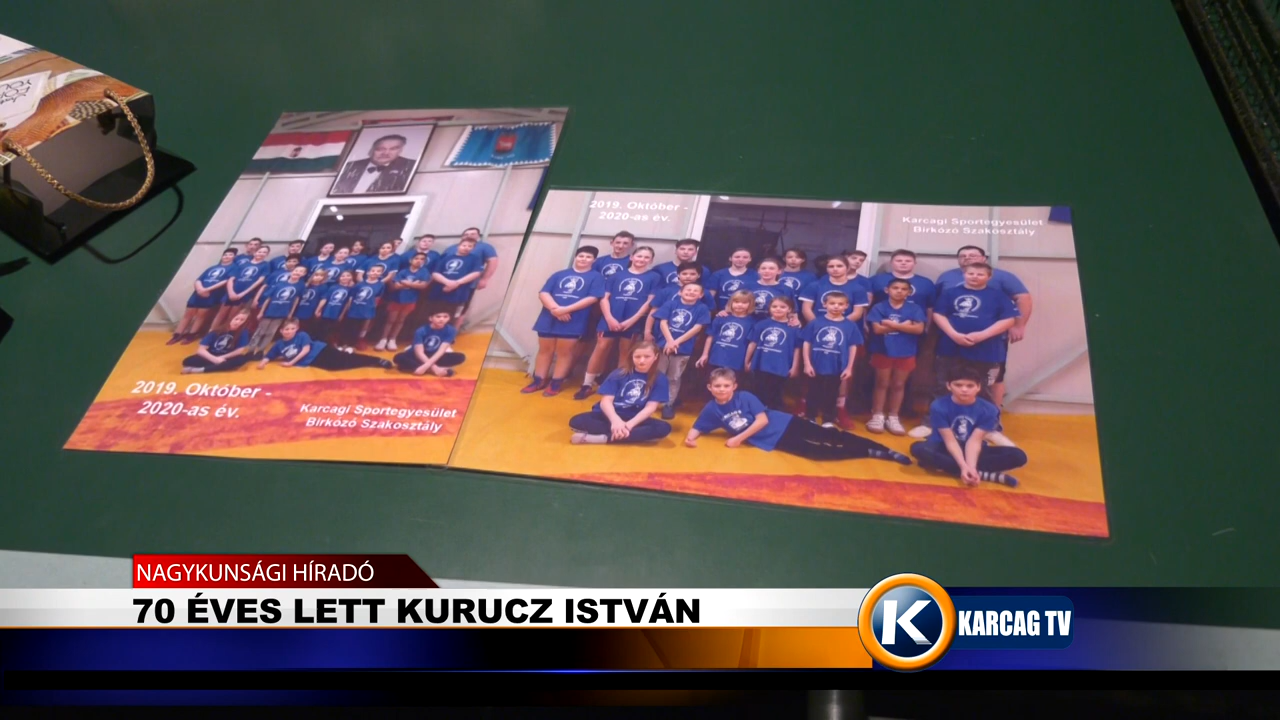 2019. Október -
2020-as év.
Karcagi Sportegyesület
Birkózó Szakosztály
2019. Október -
2020-as év.
Karcagi Sportegyesület
Birkózó Szakosztály
NAGYKUNSÁGI HÍRADÓ
70 ÉVES LETT KURUCZ ISTVÁN
K
KARCAG TV